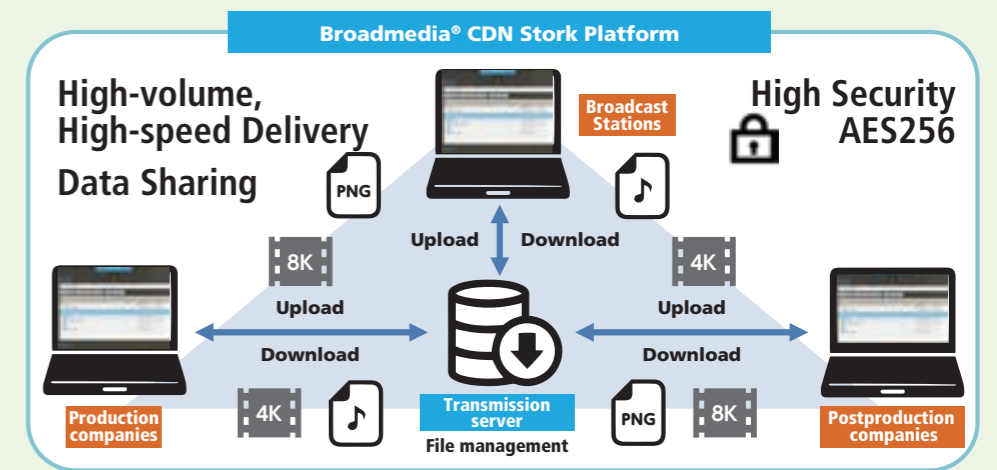 Broadmedia® CDN Stork Platform
High-volume,
High-speed Delivery
Data Sharing
Broadcast
Stations
High Security
AES256
PNG
Upload
Download
8K
4K
Upload
Download
Upload
Download
Production
companies
4K
Transmission
server
File management
PNG
8K
Postproduction
companies